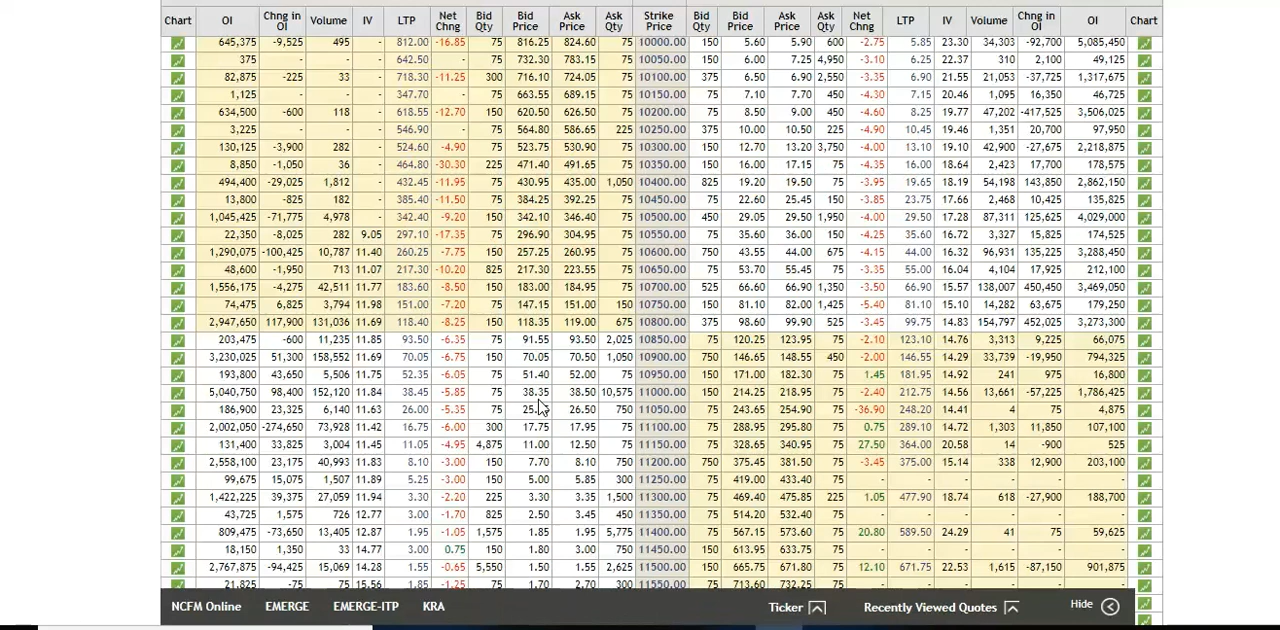 Chart OI Chng in OI Volume IV LTP Net Chng Bid Qty Bid Price Ask Price Ask Qty Strike Price Bid Qty Bid Price Ask Price Ask Qty Net Chng LTP IV Volume Chng in OI OI Chart
645,375 -9,525 495 - 812.00 -16.85 75 816.25 824.60 75 10000.00 150 5.60 5.90 600 -2.75 5.85 23.30 34,303 -92,700 5,085,450
375 - - - 642.50 - 75 732.30 783.15 75 10050.00 150 6.00 7.25 4,950 -3.10 6.25 22.37 310 2,100 49,125
82,875 -225 33 - 718.30 -11.25 300 716.10 724.05 75 10100.00 375 6.50 6.90 2,550 -3.35 6.90 21.55 21,053 -37,725 1,317,675
1,125 - - - 347.70 - 75 663.55 689.15 75 10150.00 75 7.10 7.70 450 -4.30 7.15 20.46 1,095 16,350 46,725
634,500 -600 118 - 618.55 -12.70 150 620.50 626.50 75 10200.00 75 8.50 9.00 450 -4.60 8.25 19.77 47,202 -417,525 3,506,025
3,225 - - - 546.90 - 75 564.80 586.65 225 10250.00 375 10.00 10.50 225 -4.90 10.45 19.46 1,351 20,700 97,950
130,125 -3,900 282 - 524.60 -4.90 75 523.75 530.90 75 10300.00 150 12.70 13.20 3,750 -4.00 13.10 19.10 42,900 -27,675 2,218,875
8,850 -1,050 36 - 464.80 -30.30 225 471.40 491.65 75 10350.00 150 16.00 17.15 75 -4.35 16.00 18.64 2,423 17,700 178,575
494,400 -29,025 1,812 - 432.45 -11.95 75 430.95 435.00 1,050 10400.00 825 19.20 19.50 75 -3.95 19.65 18.19 54,198 143,850 2,862,150
13,800 -825 182 - 385.40 -11.50 75 384.25 392.25 75 10450.00 75 22.60 25.45 150 -3.85 23.75 17.66 2,468 10,425 135,825
1,045,425 -71,775 4,978 - 342.40 -9.20 150 342.10 346.40 75 10500.00 450 29.05 29.50 1,950 -4.00 29.50 17.28 87,311 125,625 4,029,000
22,350 -8,025 282 9.05 297.10 -17.35 75 296.90 304.95 75 10550.00 75 35.60 36.00 150 -4.25 35.60 16.72 3,327 15,825 174,525
1,290,075 -100,425 10,787 11.40 260.25 -7.75 150 257.25 260.95 75 10600.00 750 43.55 44.00 675 -4.15 44.00 16.32 96,931 135,225 3,288,450
48,600 -1,950 713 11.07 217.30 -10.20 825 217.30 223.55 75 10650.00 75 53.70 55.45 75 -3.35 55.00 16.04 4,104 17,925 212,100
1,556,175 -4,275 42,511 11.77 183.60 -8.50 150 183.00 184.95 75 10700.00 525 66.60 66.90 1,350 -3.50 66.90 15.57 138,007 450,450 3,469,050
74,475 6,825 3,794 11.98 151.00 -7.20 75 147.15 151.00 150 10750.00 150 81.10 82.00 1,425 -5.40 81.10 15.10 14,282 63,675 179,250
2,947,650 117,900 131,036 11.69 118.40 -8.25 150 118.35 119.00 675 10800.00 375 98.60 99.90 525 -3.45 99.75 14.83 154,797 452,025 3,273,300
203,475 -600 11,235 11.85 93.50 -6.35 75 91.55 93.50 2,025 10850.00 75 120.25 123.95 75 -2.10 123.10 14.76 3,313 9,225 66,075
3,230,025 51,300 158,552 11.69 70.05 -6.75 150 70.05 70.50 1,050 10900.00 750 146.65 148.55 450 -2.00 146.55 14.29 33,739 -19,950 794,325
193,800 43,650 5,506 11.75 52.35 -6.05 75 51.40 52.00 75 10950.00 150 171.00 182.30 75 1.45 181.95 14.92 241 975 16,800
5,040,750 98,400 152,120 11.84 38.45 -5.85 75 38.35 38.50 10,575 11000.00 150 214.25 218.95 150 -2.40 212.75 14.56 13,661 -57,225 1,786,425
186,900 23,325 6,140 11.63 26.00 -5.35 75 26.50 750 11050.00 75 243.65 254.90 75 -36.90 248.20 14.41 4 75 4,875
2,002,050 -274,650 73,928 11.42 16.75 -6.00 300 17.75 17.95 75 11100.00 75 288.95 295.80 75 0.75 289.10 14.72 1,303 11,850 107,100
131,400 33,825 3,004 11.45 11.05 -4.95 4,875 11.00 12.50 75 11150.00 75 328.65 340.95 75 27.50 364.00 20.58 14 -900 525
2,558,100 23,175 40,993 11.83 8.10 -3.00 150 7.70 8.10 750 11200.00 750 375.45 381.50 75 -3.45 375.00 15.14 338 12,900 203,100
99,675 15,075 1,507 11.89 5.25 -3.00 150 5.00 5.85 300 11250.00 75 419.00 433.40 75 - - - - - -
1,422,225 39,375 27,059 11.94 3.30 -2.20 225 3.30 3.35 1,500 11300.00 75 469.40 475.85 225 1.05 477.90 18.74 618 -27,900 188,700
43,725 1,575 726 12.77 3.00 -1.70 825 2.50 3.45 450 11350.00 75 514.20 532.40 75 - - - - - -
809,475 -73,650 13,405 12.87 1.95 -1.05 1,575 1.85 1.95 5,775 11400.00 75 567.15 573.60 75 20.80 589.50 24.29 41 75 59,625
18,150 1,350 33 14.77 3.00 0.75 150 1.80 3.00 750 11450.00 150 613.95 633.75 75 - - - - - -
2,767,875 -94,425 15,069 14.28 1.55 -0.65 5,550 1.50 1.55 2,625 11500.00 150 665.75 671.80 75 12.10 671.75 22.53 1,615 -87,150 901,875
21,825 -75 75 15.56 1.85 -1.25 75 1.70 2.70 300 11550.00 75 713.60 732.25 75 - - - - - -
NCFM Online EMERGE EMERGE-ITP KRA Ticker Recently Viewed Quotes Hide